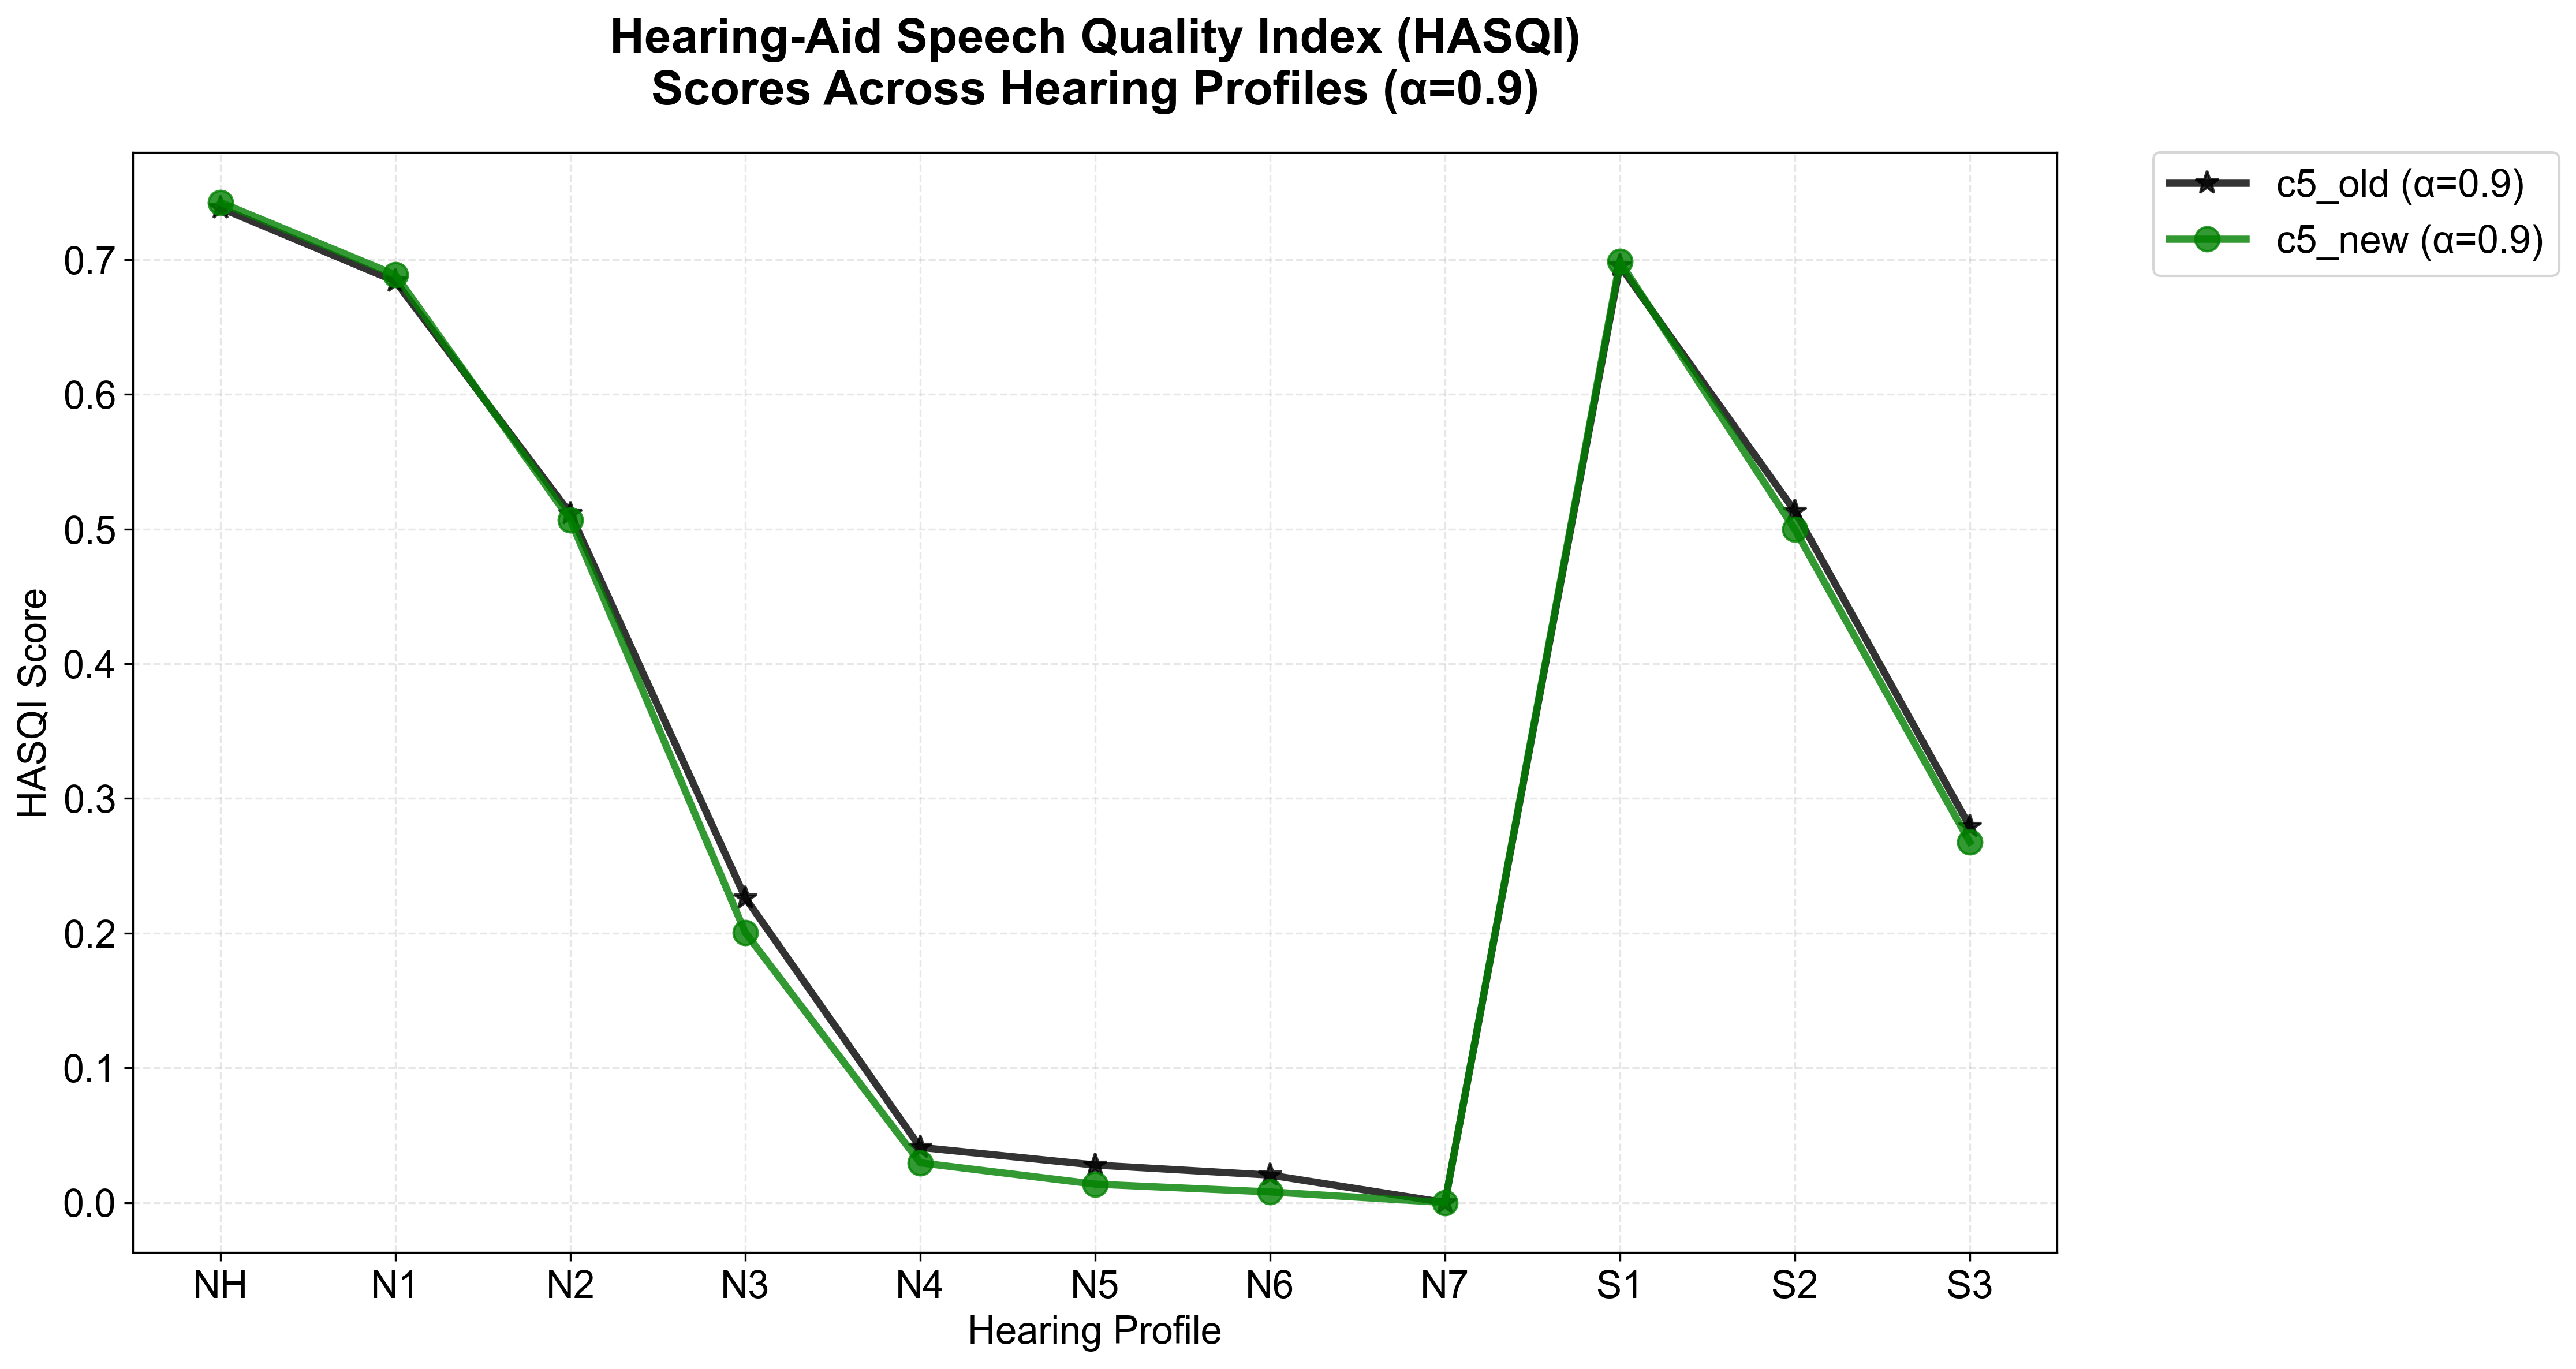 Hearing-Aid Speech Quality Index (HASQI)
Scores Across Hearing Profiles (α=0.9)
c5_old (α=0.9)
c5_new (α=0.9)
HASQI Score
0.7
0.6
0.5
0.4
0.3
0.2
0.1
0.0
NH N1 N2 N3 N4 N5 N6 N7 S1 S2 S3
Hearing Profile